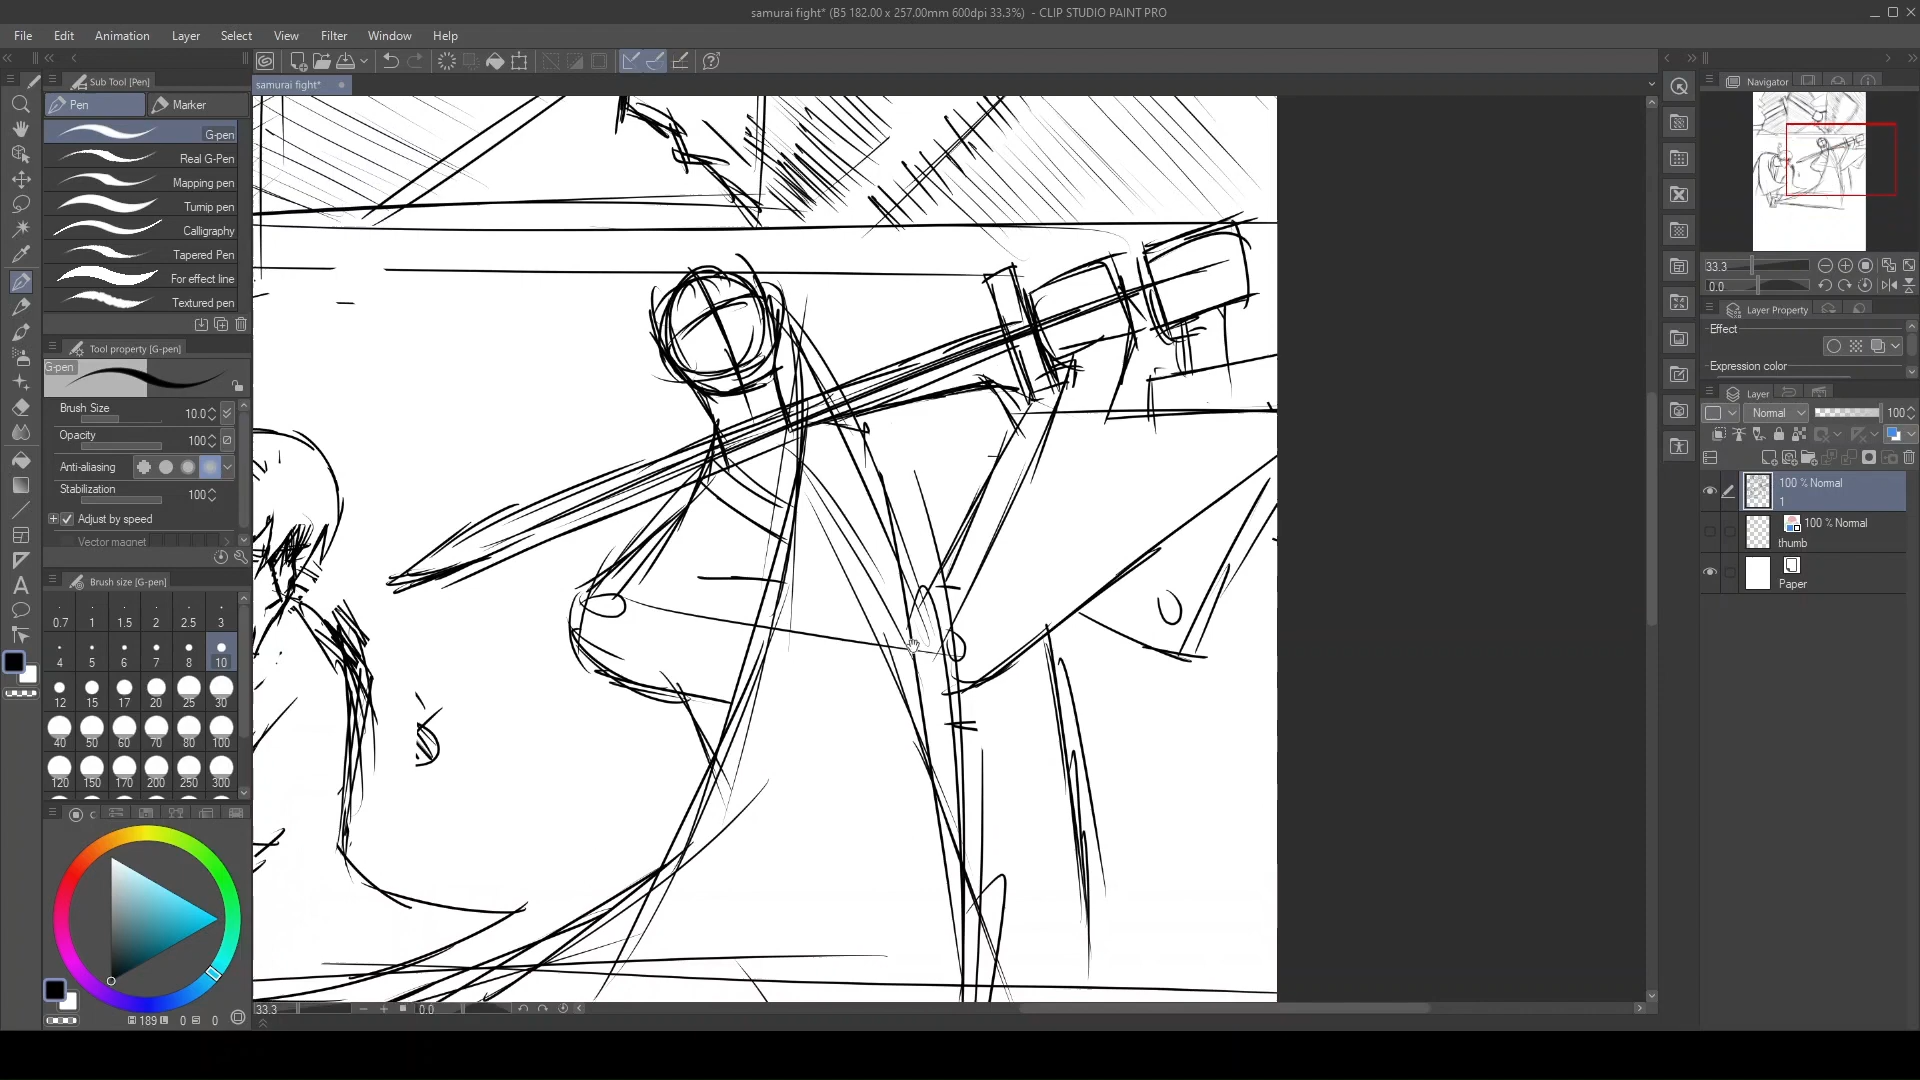 samurai fight* (B5 182.00 x 257.00mm 600dpi 33.3%) - CLIP STUDIO PAINT PRO
File Edit Animation Layer Select View Filter Window Help
Sub Tool [Pen]
samurai fight*
Navigator
Pen Marker
G-pen
Real G-Pen
Mapping pen
Turnip pen
Calligraphy
Tapered Pen
For effect line
Textured pen
33.3
0.0
Layer Property
Effect
Expression color
Tool property [G-pen]
G-pen
Brush Size 10.0
Opacity 100
Anti-aliasing
Stabilization 100
Adjust by speed
Vector magnet
Layer
Normal 100
100 % Normal
1
100 % Normal
thumb
Paper
Brush size [G-pen]
0.7 1 1.5 2 2.5 3
4 5 6 7 8 10
12 15 17 20 25 30
40 50 60 70 80 100
120 150 170 200 250 300
C
189 0 0
33.3 0.0